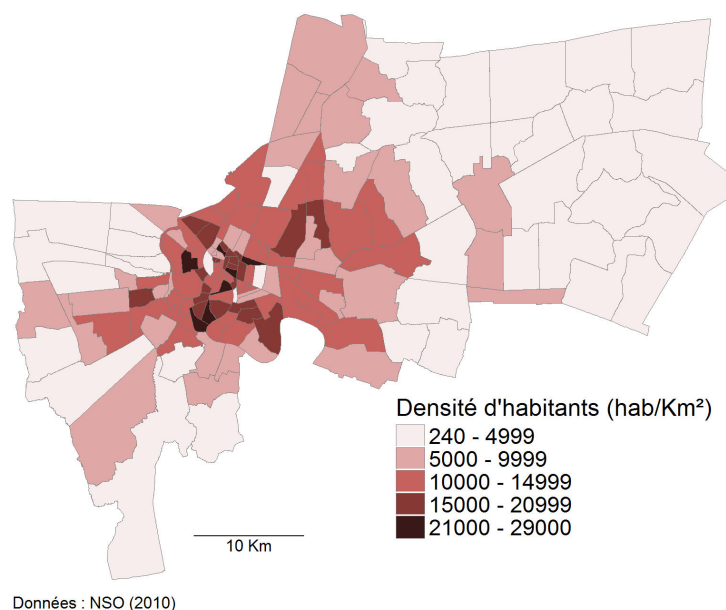 Densité d'habitants (hab/Km²)
240 - 4999
5000 - 9999
10000 - 14999
15000 - 20999
21000 - 29000
10 Km
Données : NSO (2010)